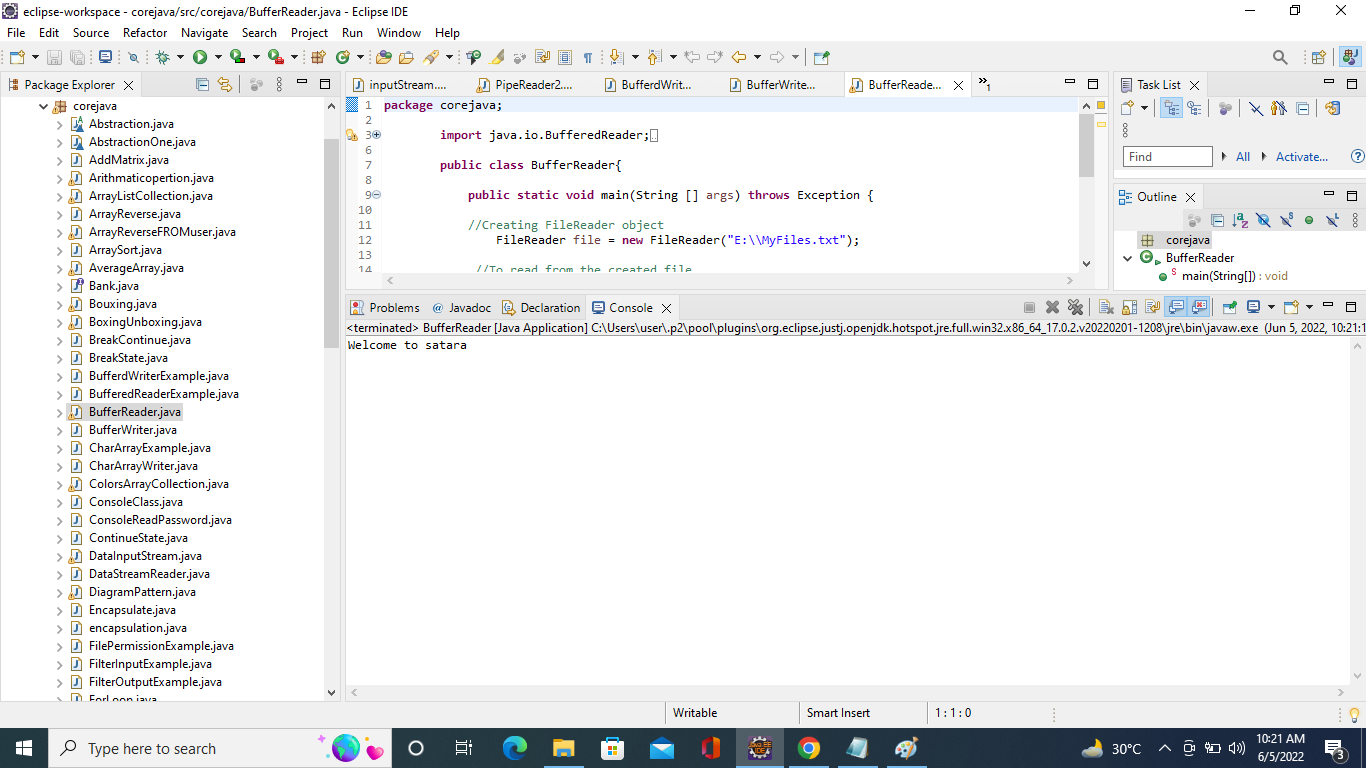 eclipse-workspace - corejava/src/corejava/BufferReader.java - Eclipse IDE
File Edit Source Refactor Navigate Search Project Run Window Help
Package Explorer
corejava
Abstraction.java
AbstractionOne.java
AddMatrix.java
Arithmaticopertion.java
ArrayListCollection.java
ArrayReverse.java
ArrayReverseFROMuser.java
ArraySort.java
AverageArray.java
Bank.java
Bouxing.java
BoxingUnboxing.java
BreakContinue.java
BreakState.java
BufferdWriterExample.java
BufferedReaderExample.java
BufferReader.java
BufferWriter.java
CharArrayExample.java
CharArrayWriter.java
ColorsArrayCollection.java
ConsoleClass.java
ConsoleReadPassword.java
ContinueState.java
DataInputStream.java
DataStreamReader.java
DiagramPattern.java
Encapsulate.java
encapsulation.java
FilePermissionExample.java
FilterInputExample.java
FilterOutputExample.java
ForLoop.java
inputStream.... PipeReader2.... BufferdWrit... BufferWrite... BufferReade... »1
1 package corejava;
2
3 import java.io.BufferedReader;
6
7 public class BufferReader{
8
9 public static void main(String [] args) throws Exception {
10
11 //Creating FileReader object
12 FileReader file = new FileReader("E:\\MyFiles.txt");
13
14 //To read from the created file
Task List
Find All Activate...
Outline
corejava
BufferReader
main(String[]) : void
Problems @ Javadoc Declaration Console
<terminated> BufferReader [Java Application] C:\Users\user\.p2\pool\plugins\org.eclipse.justj.openjdk.hotspot.jre.full.win32.x86_64_17.0.2.v20220201-1208\jre\bin\javaw.exe (Jun 5, 2022, 10:21:1
Welcome to satara
Writable Smart Insert 1 : 1 : 0
Type here to search
30°C
10:21 AM
6/5/2022
3